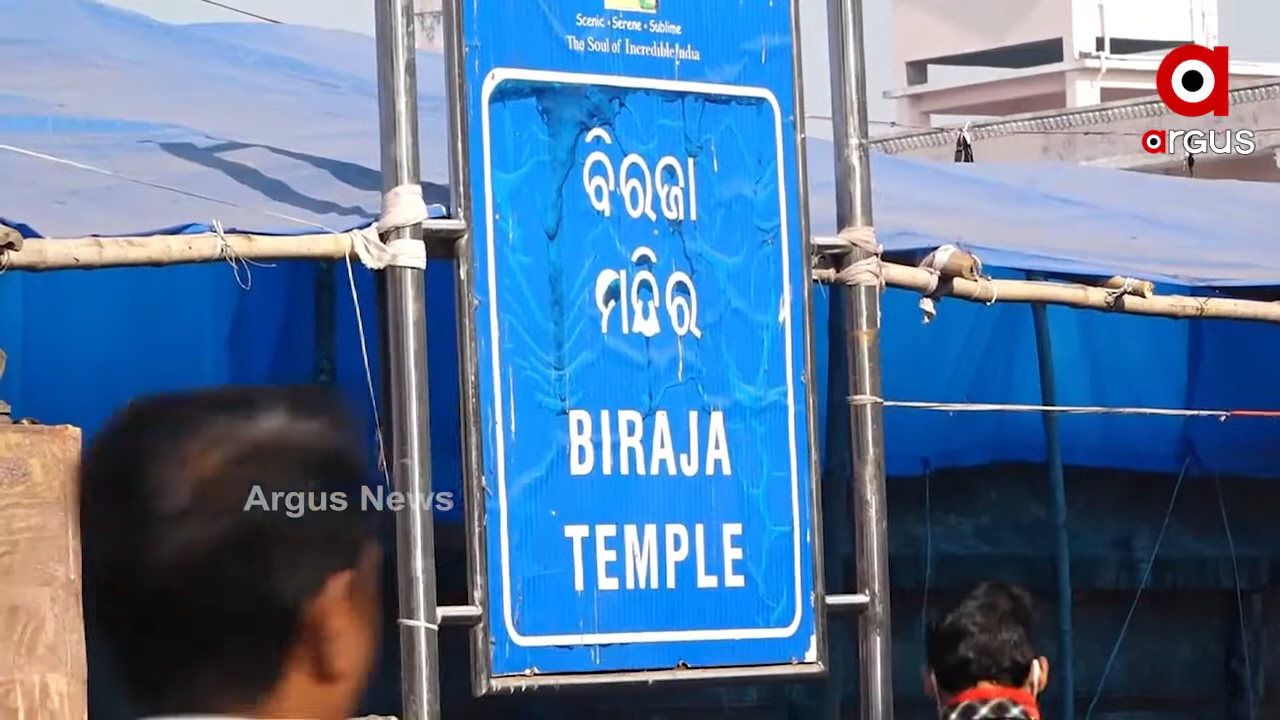 Scenic • Serene • Sublime
The Soul of Incredible India
ବିରଜା
ମନ୍ଦିର
BIRAJA
TEMPLE
argus
Argus News